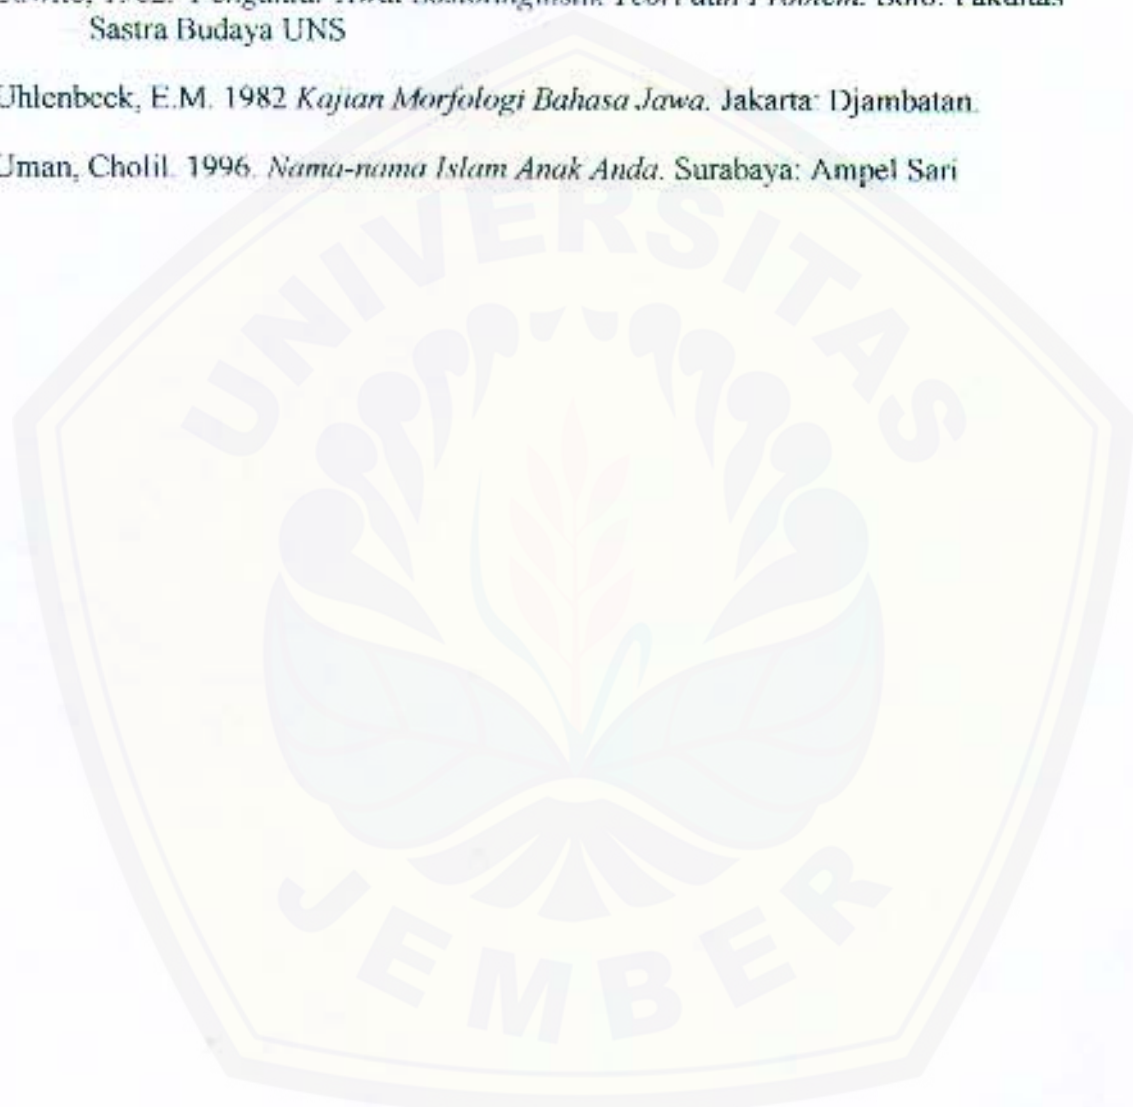 Sastra Budaya UNS
Uhlenbeck, E.M. 1982 Kajian Morfologi Bahasa Jawa. Jakarta: Djambatan.
Uman, Cholil. 1996. Nama-nama Islam Anak Anda. Surabaya: Ampel Sari
UNIVERSITAS
JEMBER